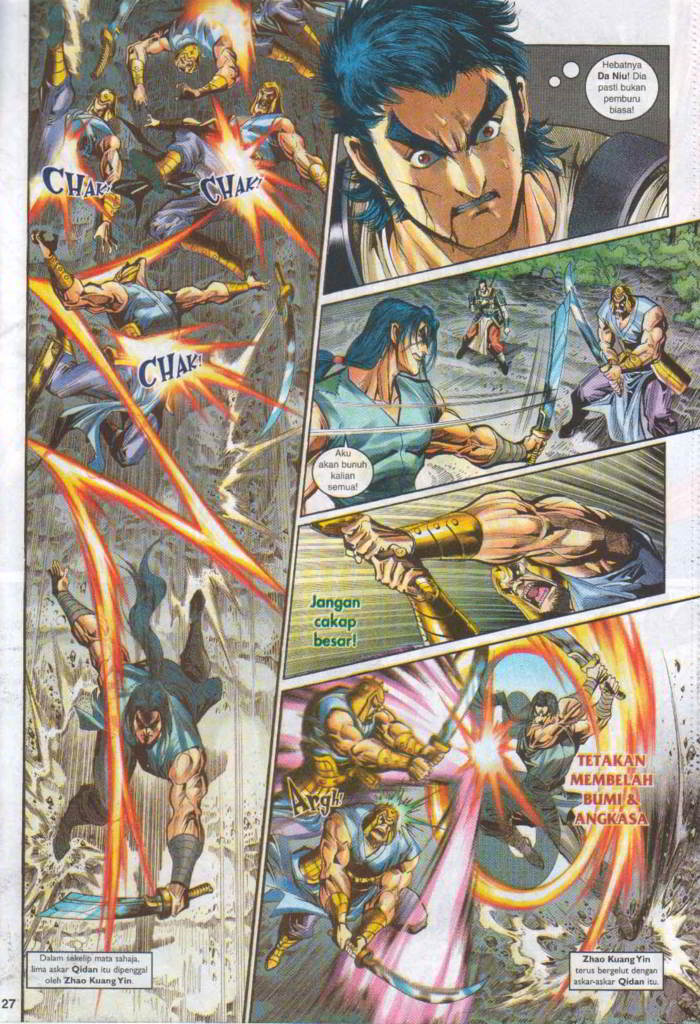 CHAK!
CHAK!
CHAK!
Dalam sekelip mata sahaja,
lima askar Qidan itu dipenggal
oleh Zhao Kuang Yin.
Hebatnya
Da Niu! Dia
pasti bukan
pemburu
biasa!
Aku
akan bunuh
kalian
semua!
Jangan
cakap
besar!
Argh!
TETAKAN
MEMBELAH
BUMI &
ANGKASA
Zhao Kuang Yin
terus bergelut dengan
askar-askar Qidan itu.
27